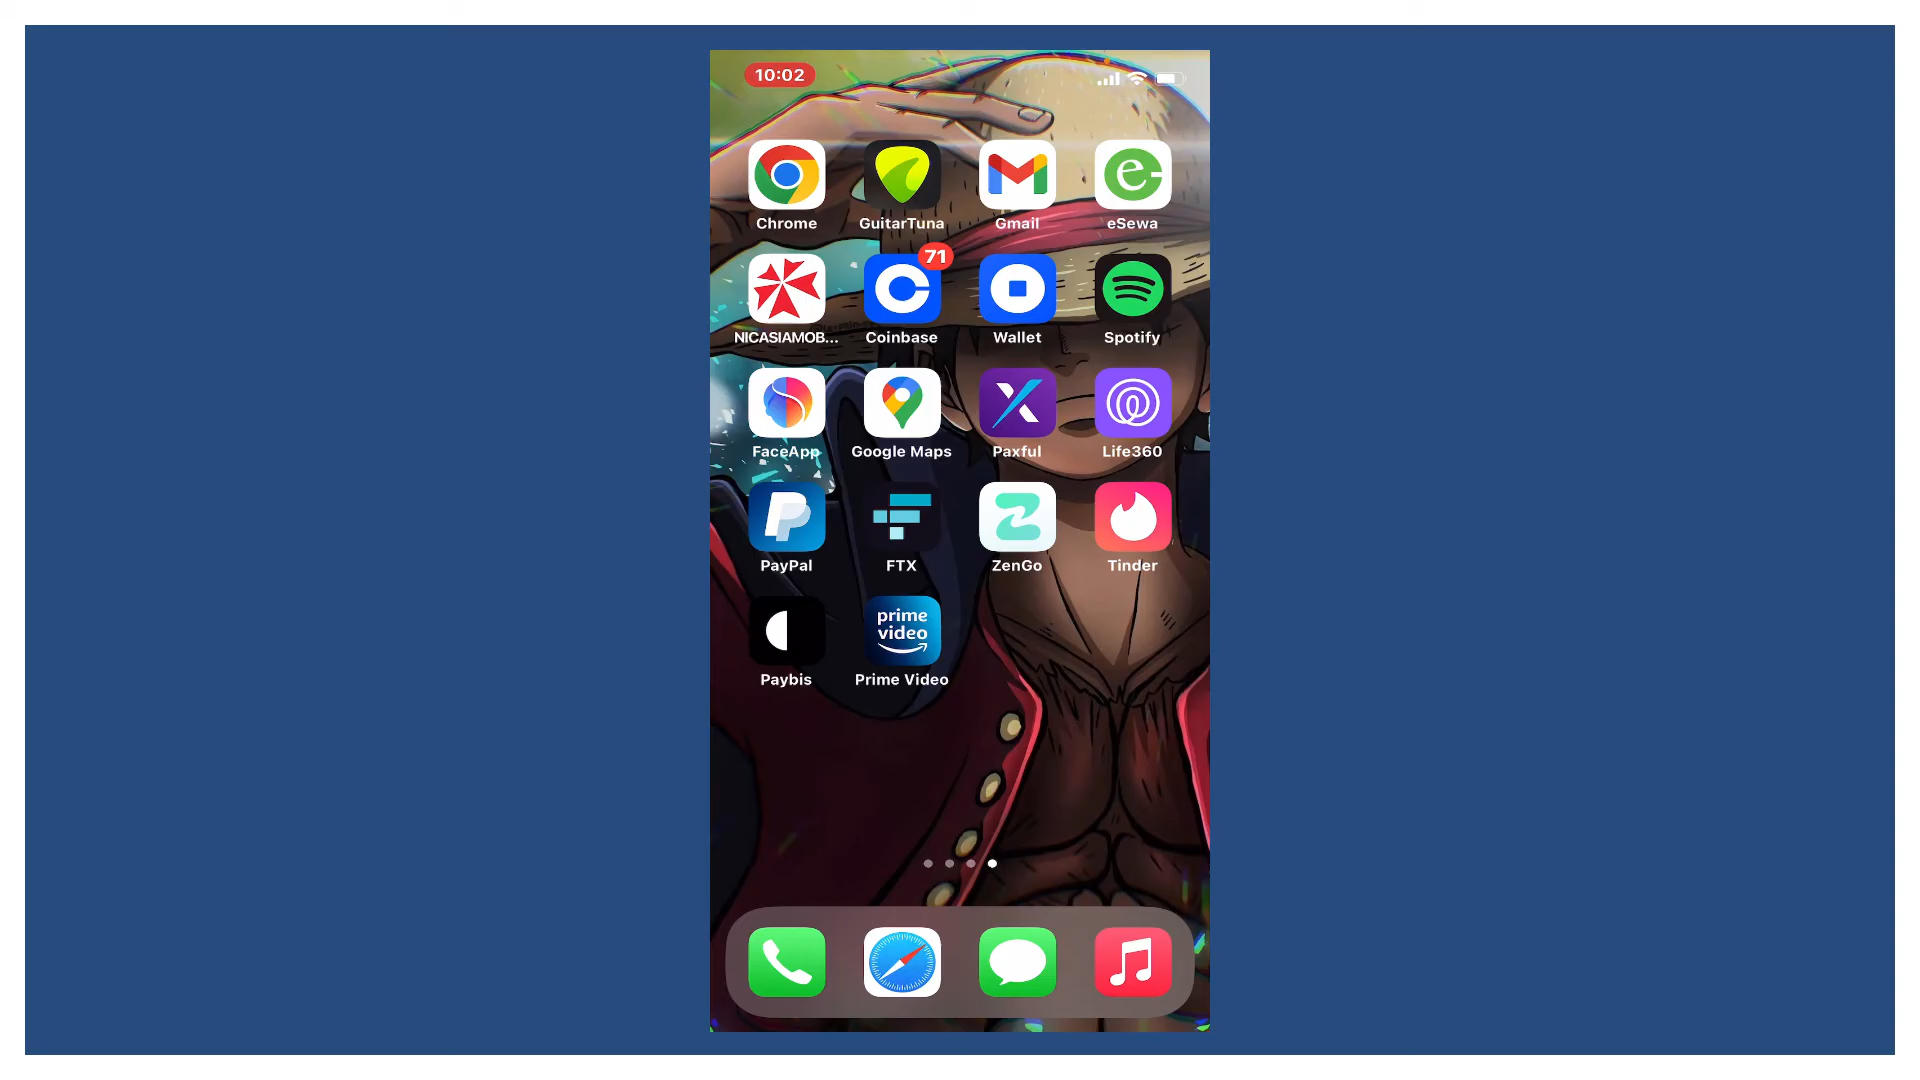 10:02
Chrome
GuitarTuna
Gmail
eSewa
71
NICASIAMOB...
Coinbase
Wallet
Spotify
FaceApp
Google Maps
Paxful
Life360
PayPal
FTX
ZenGo
Tinder
prime
video
Paybis
Prime Video